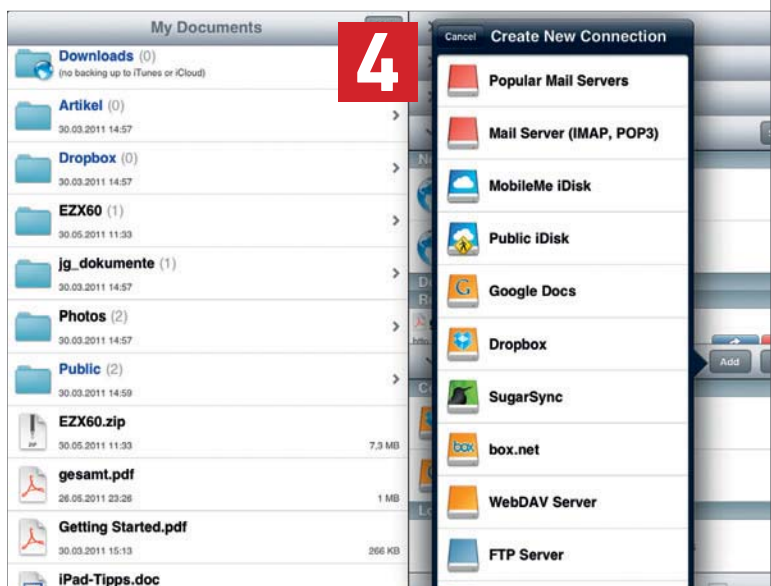 My Documents
Downloads (0)
(no backing up to iTunes or iCloud)
Artikel (0)
30.03.2011 14:57
Dropbox (0)
30.03.2011 14:57
EZX60 (1)
30.05.2011 11:33
jg_dokumente (1)
30.03.2011 14:57
Photos (2)
30.03.2011 14:57
Public (2)
30.03.2011 14:59
EZX60.zip
ZIP
30.05.2011 11:33 7,3 MB
gesamt.pdf
26.05.2011 23:26 1 MB
Getting Started.pdf
30.03.2011 15:13 266 KB
iPad-Tipps.doc
4
Cancel Create New Connection
Popular Mail Servers
Mail Server (IMAP, POP3)
MobileMe iDisk
Public iDisk
G Google Docs
Dropbox
SugarSync
box box.net
WebDAV Server
FTP Server
Add